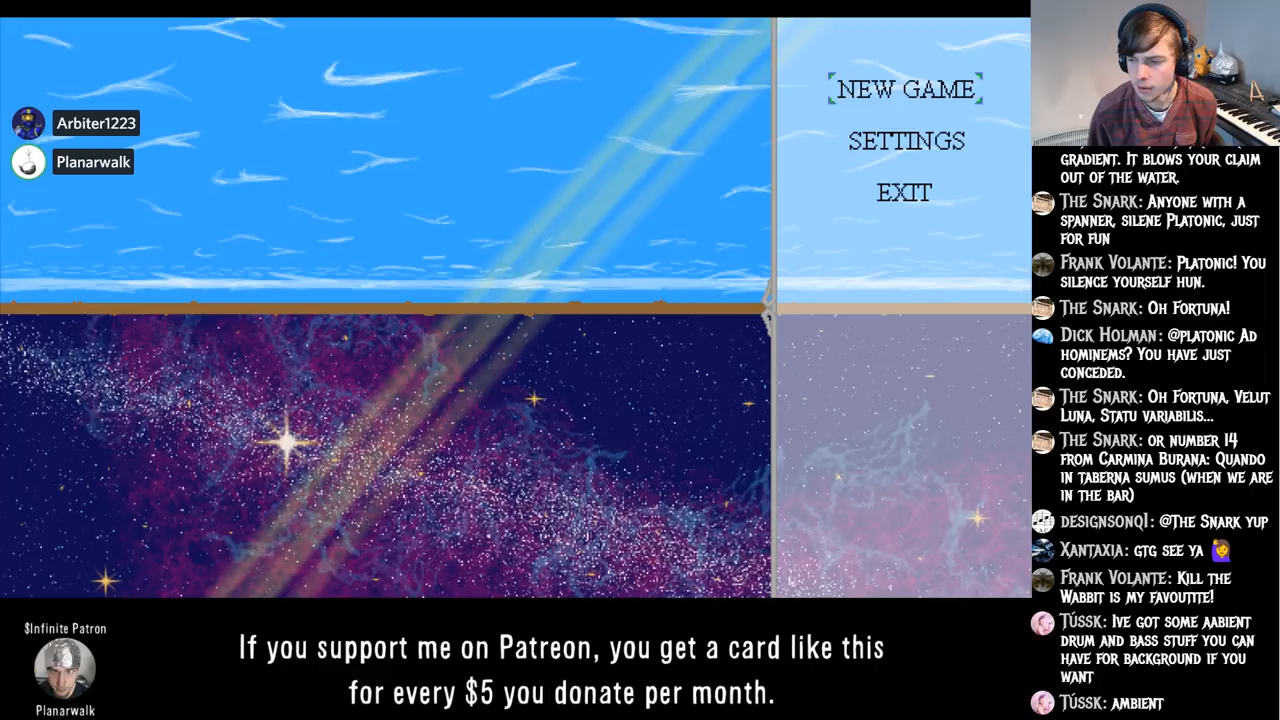 NEW GAME
SETTINGS
EXIT
Arbiter1223
Planarwalk
GRADIENT. IT BLOWS YOUR CLAIM
OUT OF THE WATER.
THE SNARK: ANYONE WITH A
SPANNER, SILENE PLATONIC, JUST
FOR FUN
FRANK VOLANTE: PLATONIC! YOU
SILENCE YOURSELF HUN.
THE SNARK: OH FORTUNA!
DICK HOLMAN: @PLATONIC AD
HOMINEMS? YOU HAVE JUST
CONCEDED.
THE SNARK: OH FORTUNA, VELUT
LUNA, STATU VARIABILIS...
THE SNARK: OR NUMBER 14
FROM CARMINA BURANA: QUANDO
IN TABERNA SUMUS (WHEN WE ARE
IN THE BAR)
DESIGNSONQ1: @THE SNARK YUP
XANTAXIA: GTG SEE YA 🙋‍♀️
FRANK VOLANTE: KILL THE
WABBIT IS MY FAVOUTITE!
TÚSSK: IVE GOT SOME AABIENT
DRUM AND BASS STUFF YOU CAN
HAVE FOR BACKGROUND IF YOU
WANT
TÚSSK: AMBIENT
$Infinite Patron
Planarwalk
If you support me on Patreon, you get a card like this
for every $5 you donate per month.